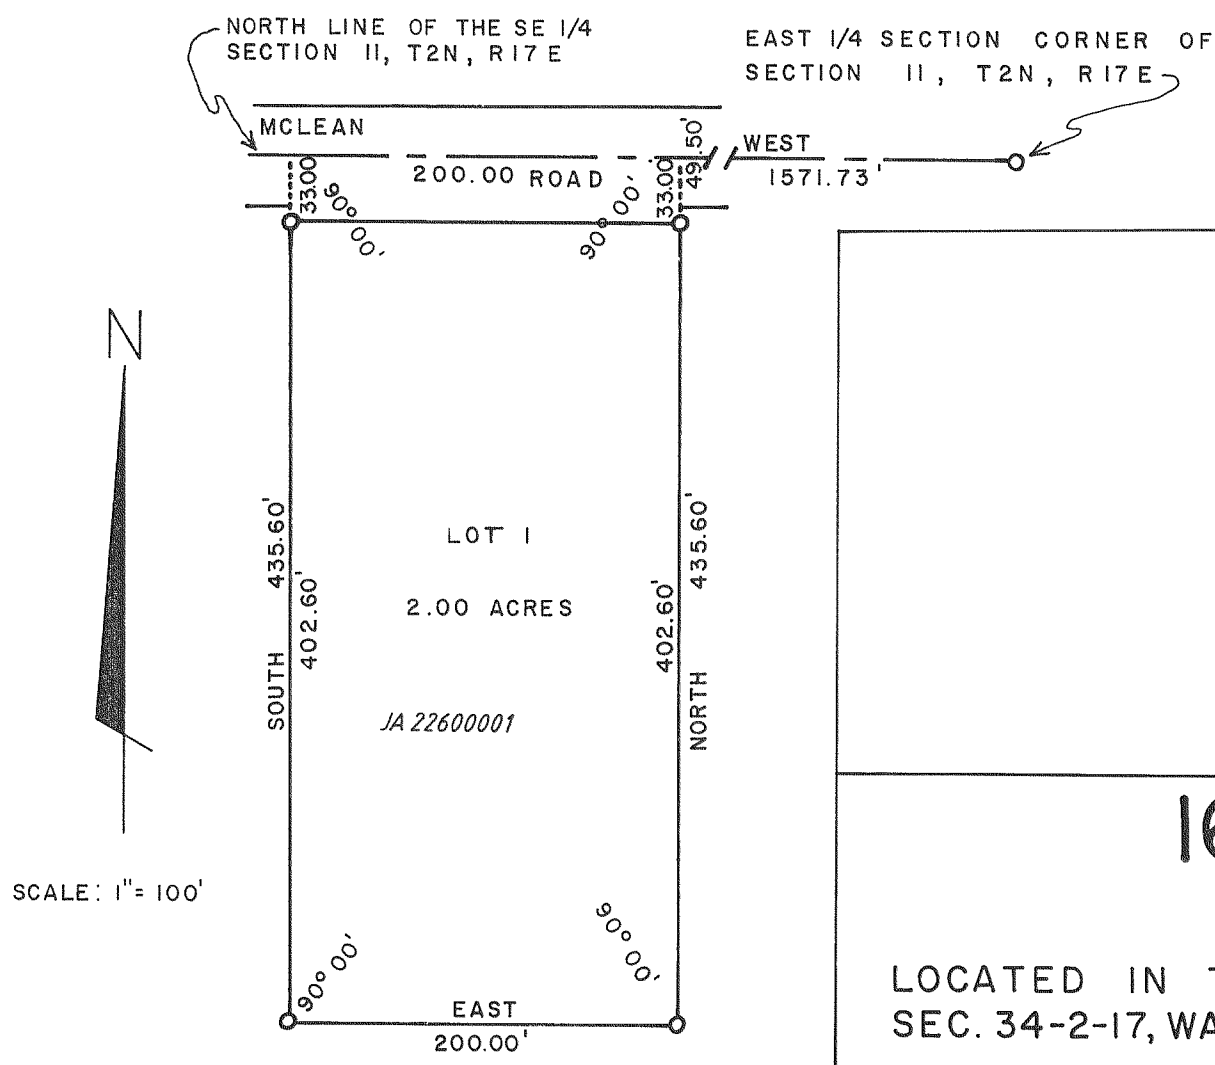 NORTH LINE OF THE SE 1/4
SECTION 11, T2N, R17E
EAST 1/4 SECTION CORNER OF
SECTION 11, T2N, R17E
MCLEAN
WEST
1571.73'
49.50'
33.00
200.00 ROAD
33.00
90° 00'
90° 00'
N
SOUTH 435.60'
402.60'
LOT 1
2.00 ACRES
JA 22600001
402.60'
NORTH 435.60'
SCALE: 1"= 100'
90° 00'
90° 00'
EAST
200.00'
16
LOCATED IN T
SEC. 34-2-17, WA